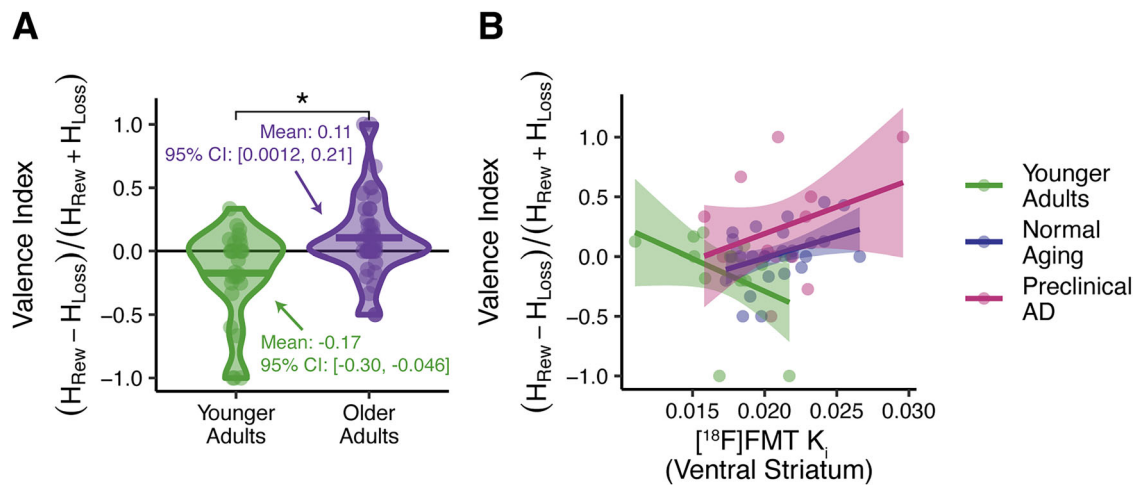 A
Valence Index
(H_Rew − H_Loss)/(H_Rew + H_Loss)
1.0
0.5
0.0
−0.5
−1.0
*
Mean: 0.11
95% CI: [0.0012, 0.21]
Mean: -0.17
95% CI: [-0.30, -0.046]
Younger
Adults
Older
Adults
B
Valence Index
(H_Rew − H_Loss)/(H_Rew + H_Loss)
1.0
0.5
0.0
−0.5
−1.0
0.015 0.020 0.025 0.030
[¹⁸F]FMT K_i
(Ventral Striatum)
Younger
Adults
Normal
Aging
Preclinical
AD